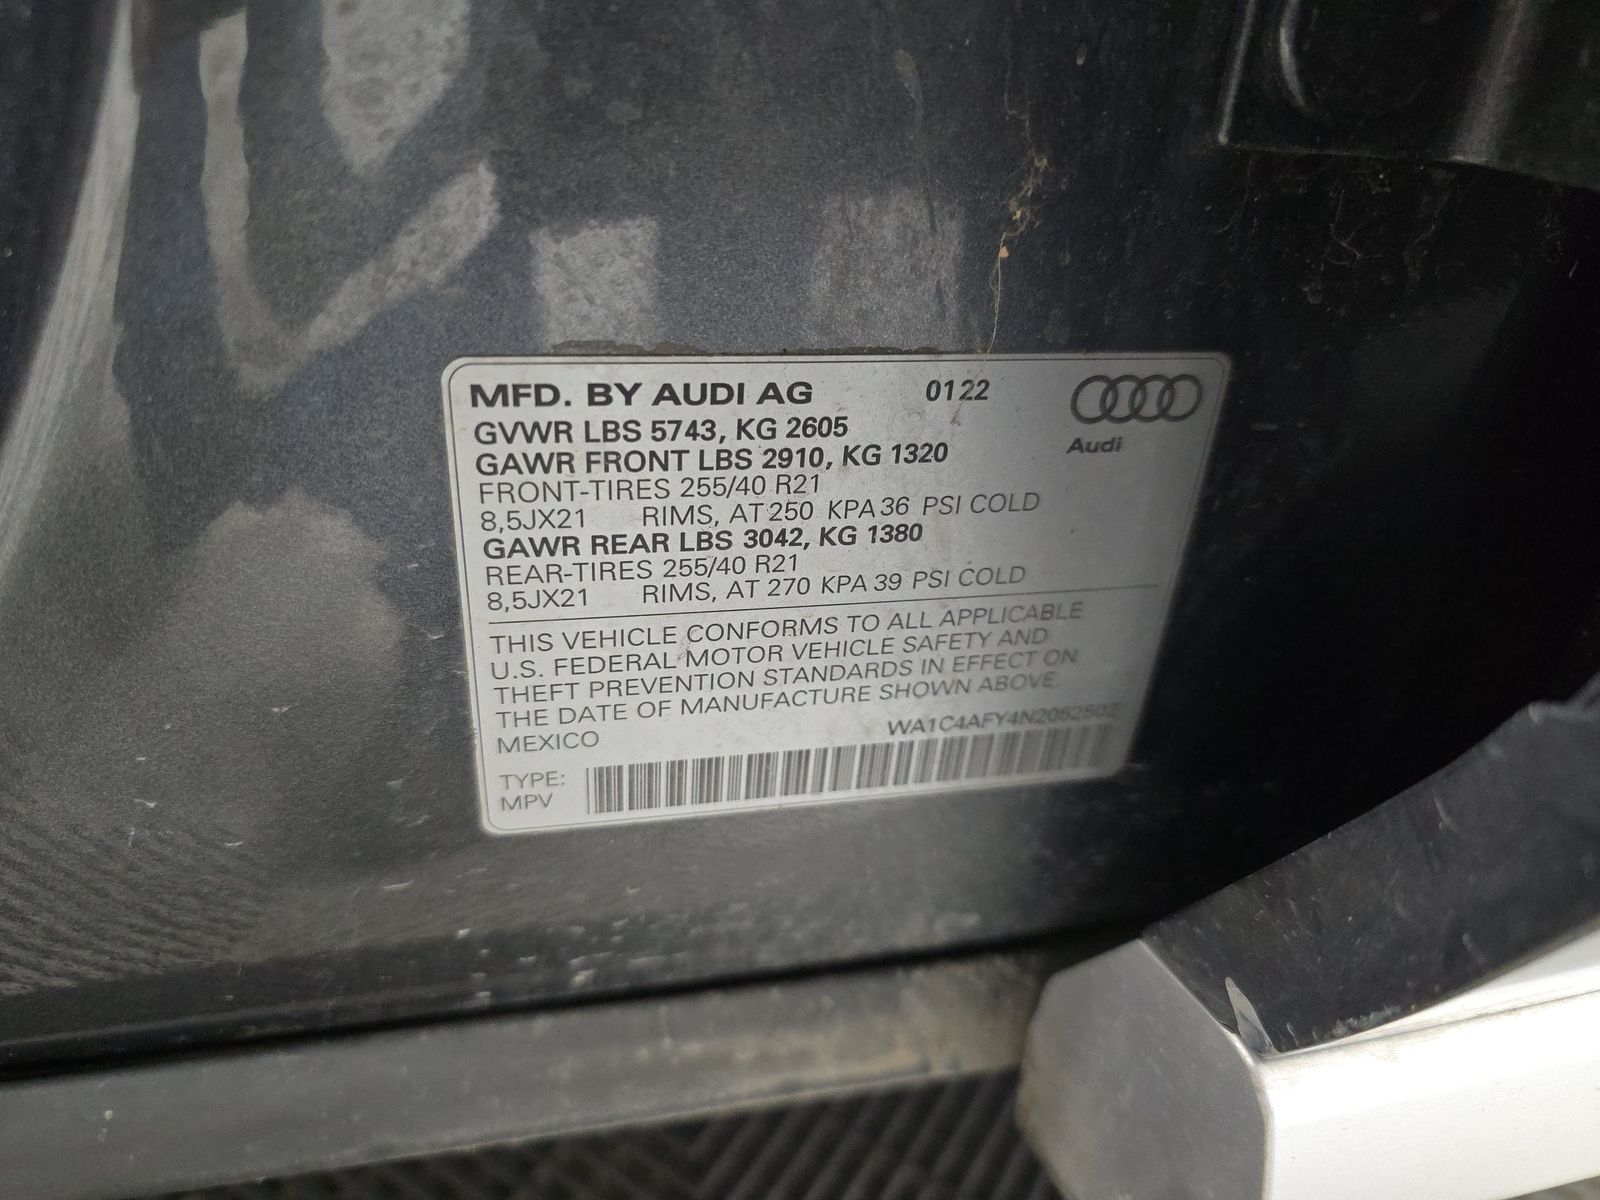 MFD. BY AUDI AG 0122
Audi
GVWR LBS 5743, KG 2605
GAWR FRONT LBS 2910, KG 1320
FRONT-TIRES 255/40 R21
8,5JX21 RIMS, AT 250 KPA 36 PSI COLD
GAWR REAR LBS 3042, KG 1380
REAR-TIRES 255/40 R21
8,5JX21 RIMS, AT 270 KPA 39 PSI COLD
THIS VEHICLE CONFORMS TO ALL APPLICABLE
U.S. FEDERAL MOTOR VEHICLE SAFETY AND
THEFT PREVENTION STANDARDS IN EFFECT ON
THE DATE OF MANUFACTURE SHOWN ABOVE.
MEXICO WA1C4AFY4N2052502
TYPE:
MPV